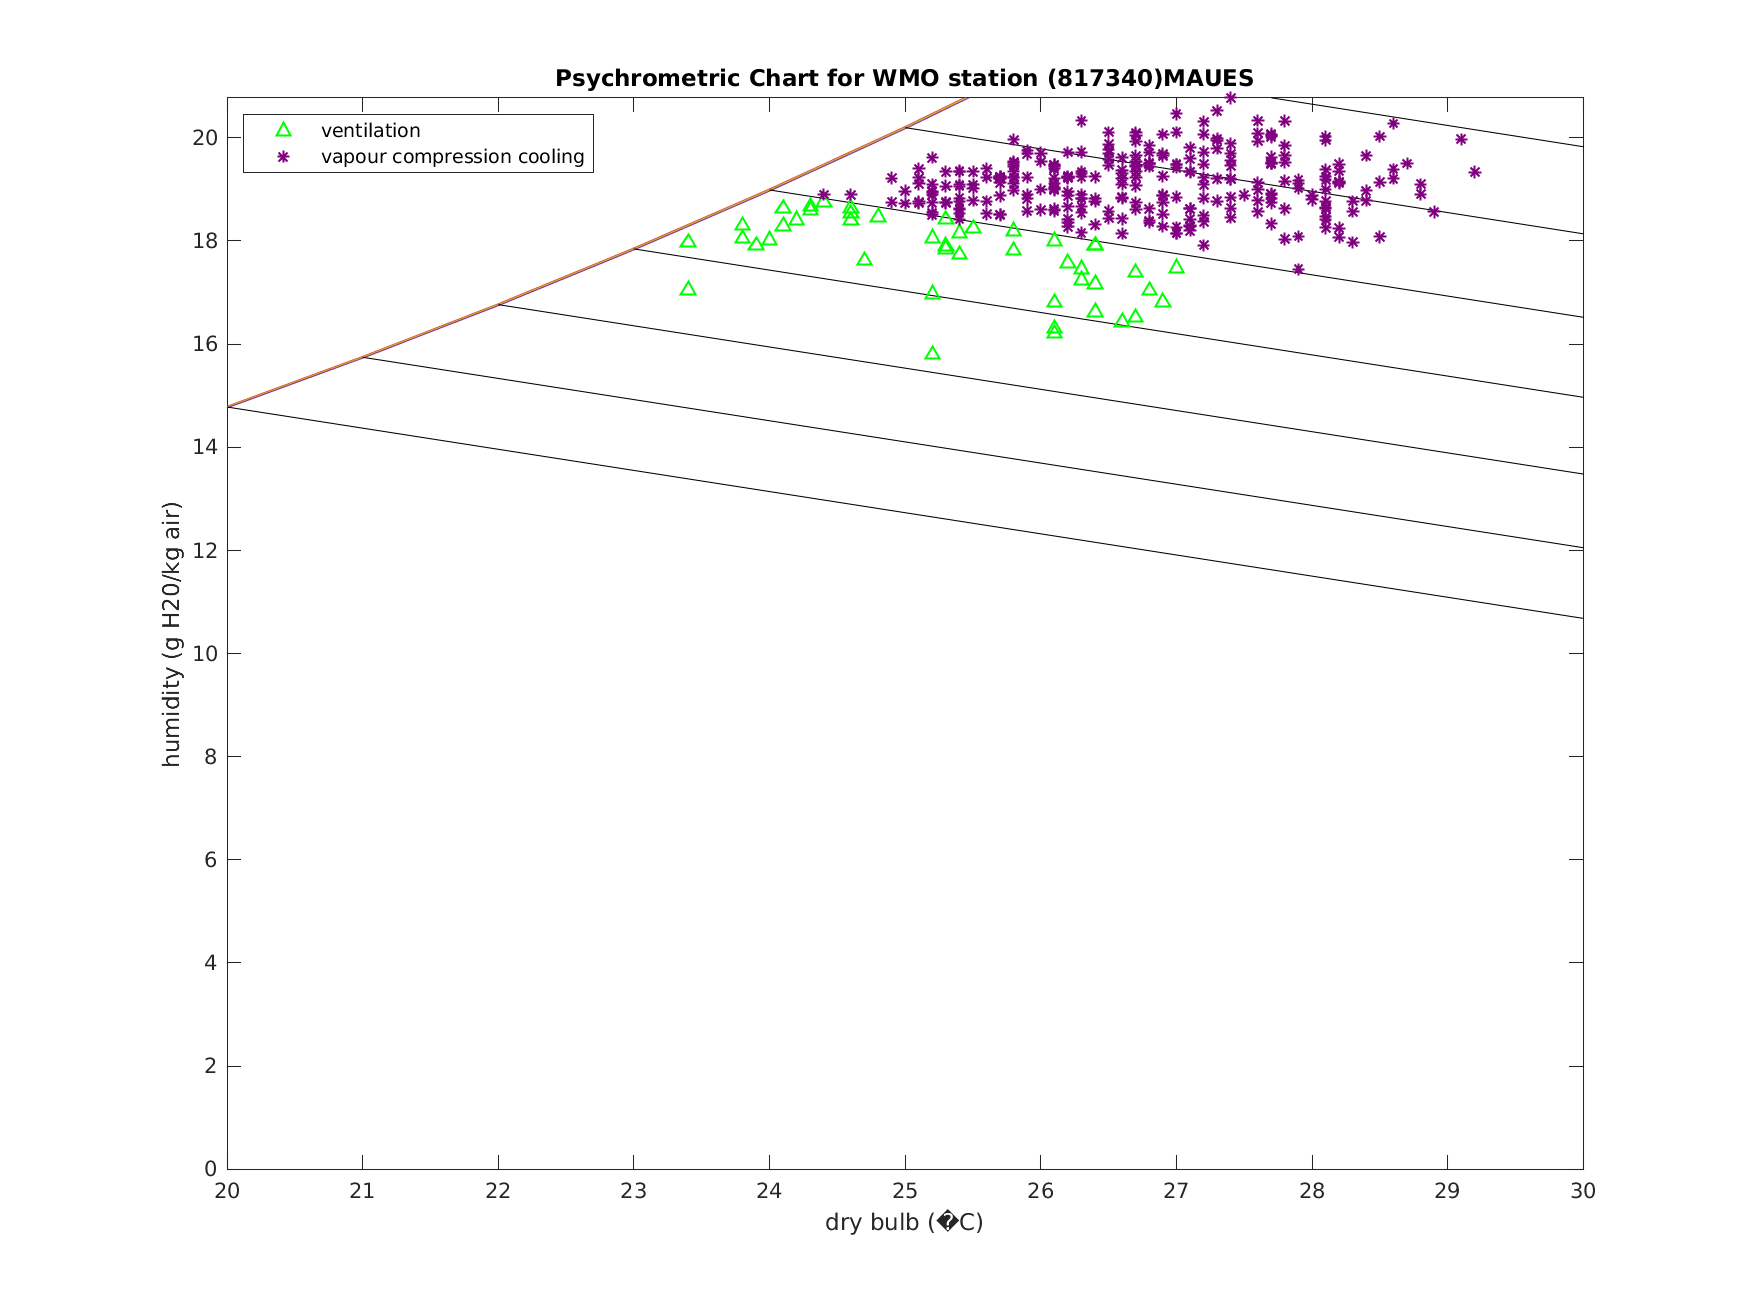 Psychrometric Chart for WMO station (817340)MAUES
ventilation
vapour compression cooling
20
18
16
14
12
10
8
6
4
2
0
humidity (g H20/kg air)
20 21 22 23 24 25 26 27 28 29 30
dry bulb (�C)